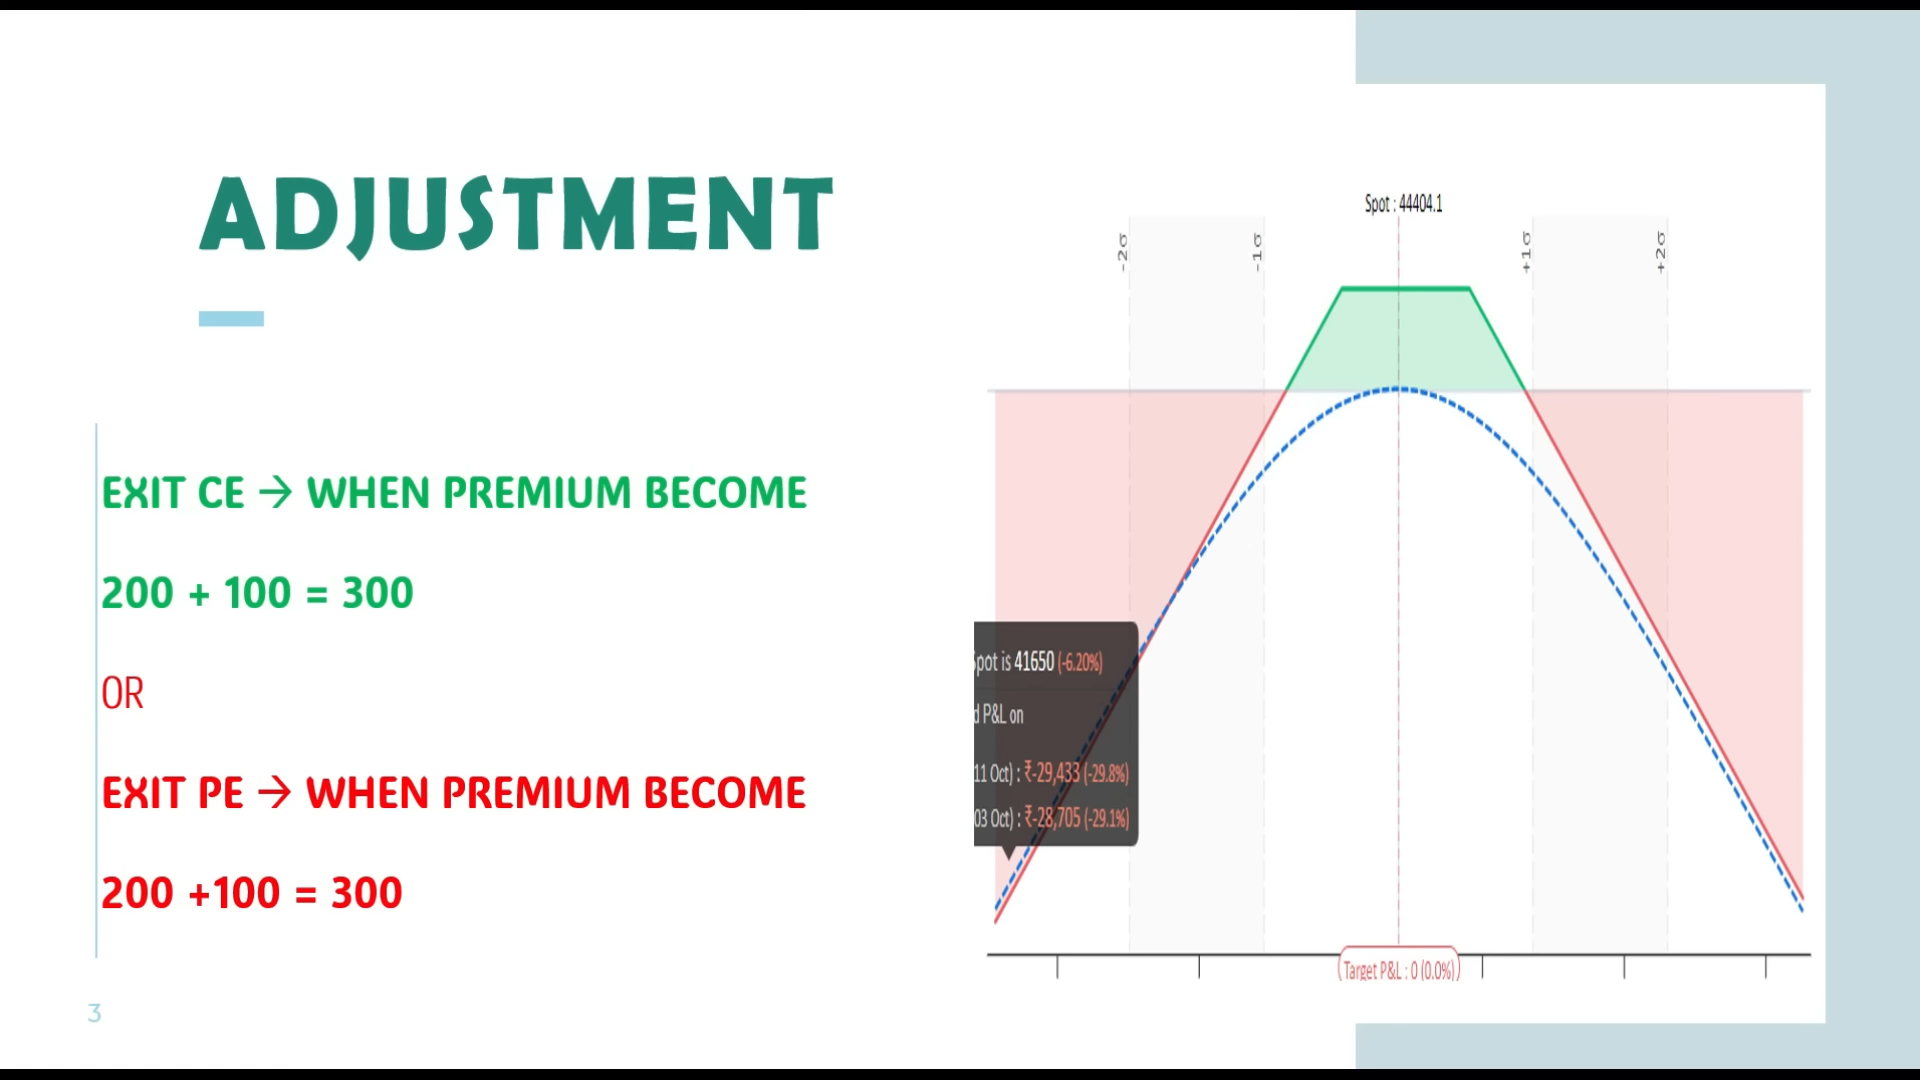 ADJUSTMENT
EXIT CE → WHEN PREMIUM BECOME
200 + 100 = 300
OR
EXIT PE → WHEN PREMIUM BECOME
200 +100 = 300
3
Spot : 44404.1
-2σ
-1σ
+1σ
+2σ
is 41650 (-6.20%)
P&L on
11 Oct) : ₹-29,433 (-29.8%)
03 Oct) : ₹-28,705 (-29.1%)
Target P&L : 0 (0.0%)